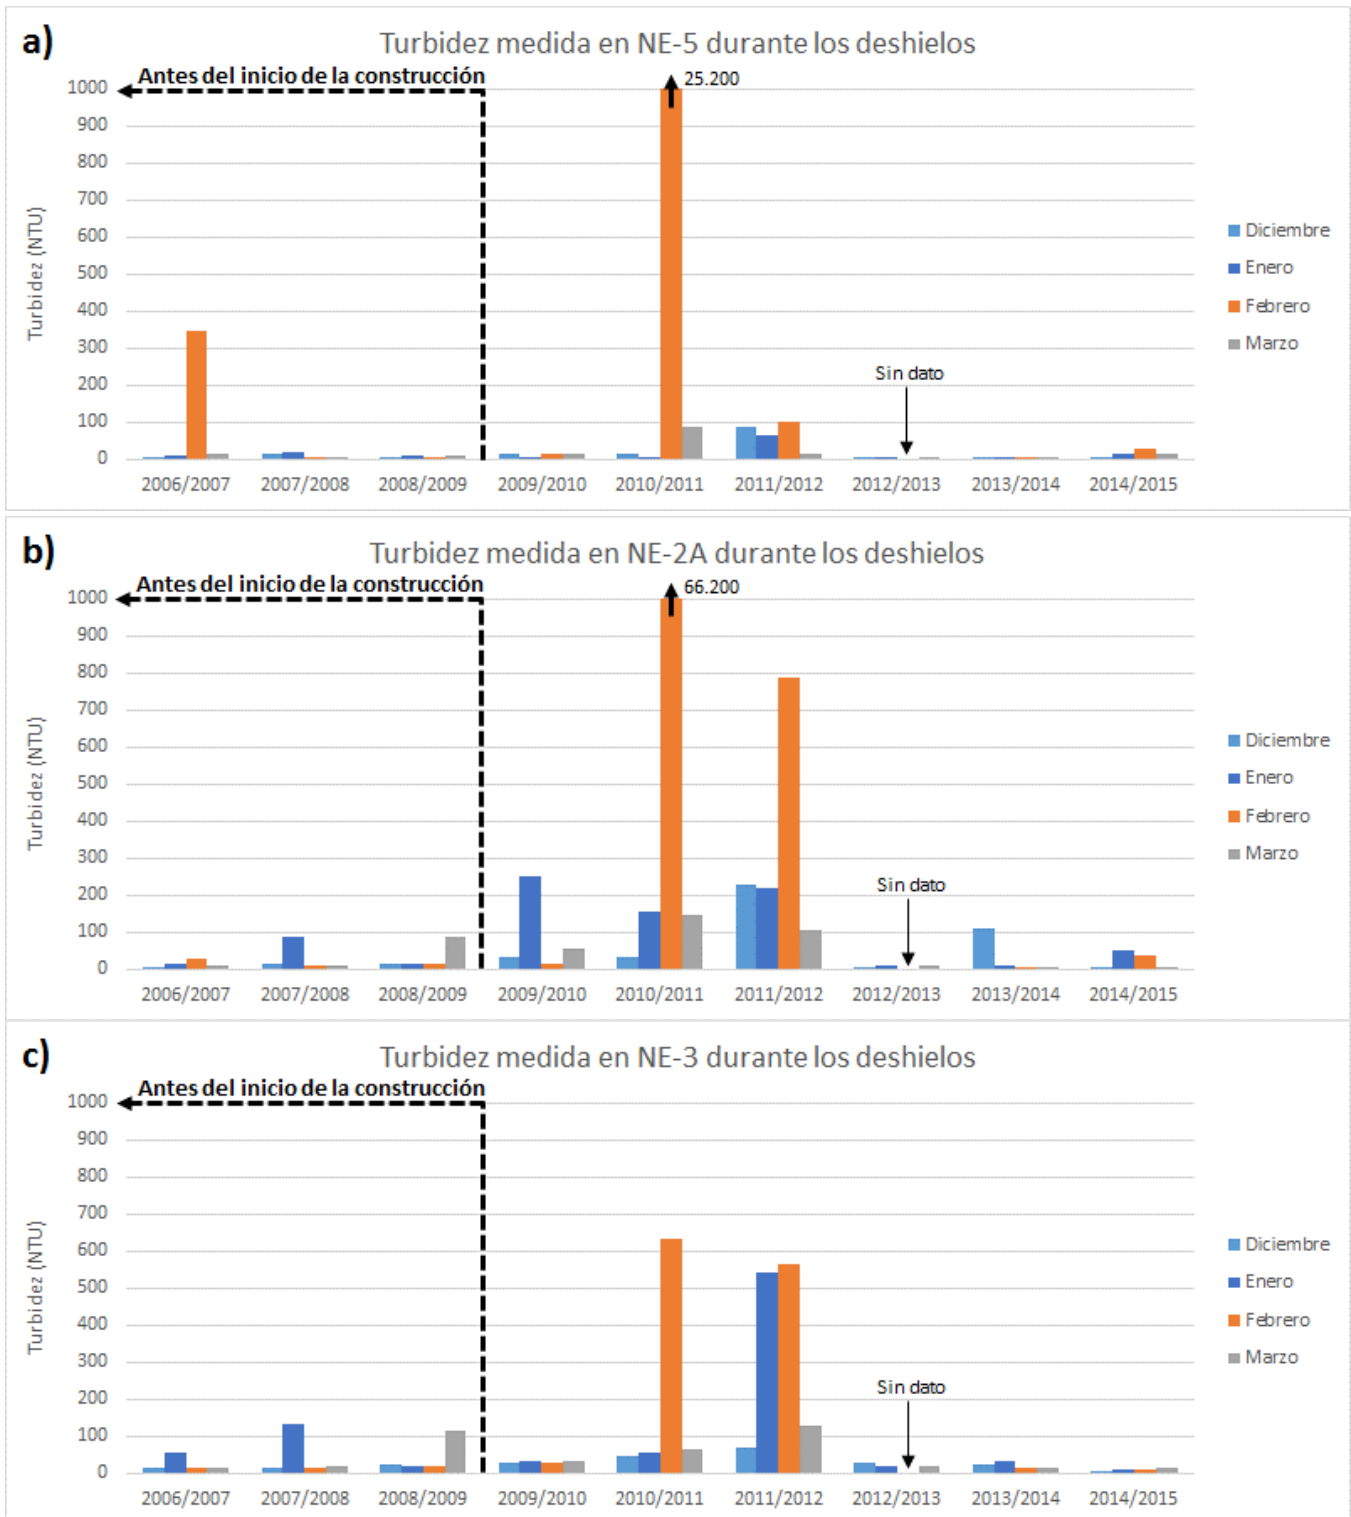 a)
Turbidez medida en NE-5 durante los deshielos
Antes del inicio de la construcción
25.200
1000
900
800
700
600
500
400
300
200
100
0
Turbidez (NTU)
Sin dato
2006/2007 2007/2008 2008/2009 2009/2010 2010/2011 2011/2012 2012/2013 2013/2014 2014/2015
Diciembre
Enero
Febrero
Marzo
b)
Turbidez medida en NE-2A durante los deshielos
Antes del inicio de la construcción
66.200
1000
900
800
700
600
500
400
300
200
100
0
Turbidez (NTU)
Sin dato
2006/2007 2007/2008 2008/2009 2009/2010 2010/2011 2011/2012 2012/2013 2013/2014 2014/2015
Diciembre
Enero
Febrero
Marzo
c)
Turbidez medida en NE-3 durante los deshielos
Antes del inicio de la construcción
1000
900
800
700
600
500
400
300
200
100
0
Turbidez (NTU)
Sin dato
2006/2007 2007/2008 2008/2009 2009/2010 2010/2011 2011/2012 2012/2013 2013/2014 2014/2015
Diciembre
Enero
Febrero
Marzo